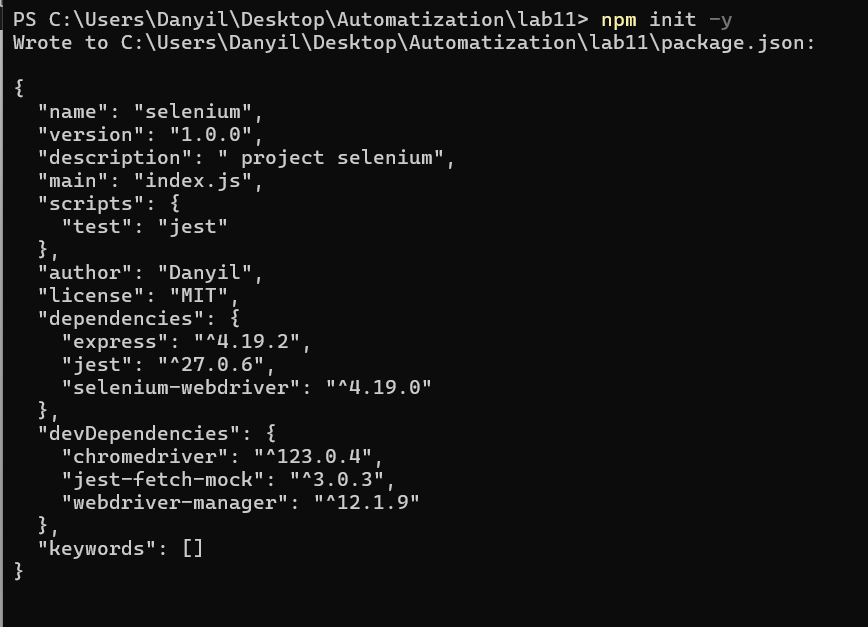 PS C:\Users\Danyil\Desktop\Automatization\lab11> npm init -y
Wrote to C:\Users\Danyil\Desktop\Automatization\lab11\package.json:
{
  "name": "selenium",
  "version": "1.0.0",
  "description": " project selenium",
  "main": "index.js",
  "scripts": {
    "test": "jest"
  },
  "author": "Danyil",
  "license": "MIT",
  "dependencies": {
    "express": "^4.19.2",
    "jest": "^27.0.6",
    "selenium-webdriver": "^4.19.0"
  },
  "devDependencies": {
    "chromedriver": "^123.0.4",
    "jest-fetch-mock": "^3.0.3",
    "webdriver-manager": "^12.1.9"
  },
  "keywords": []
}